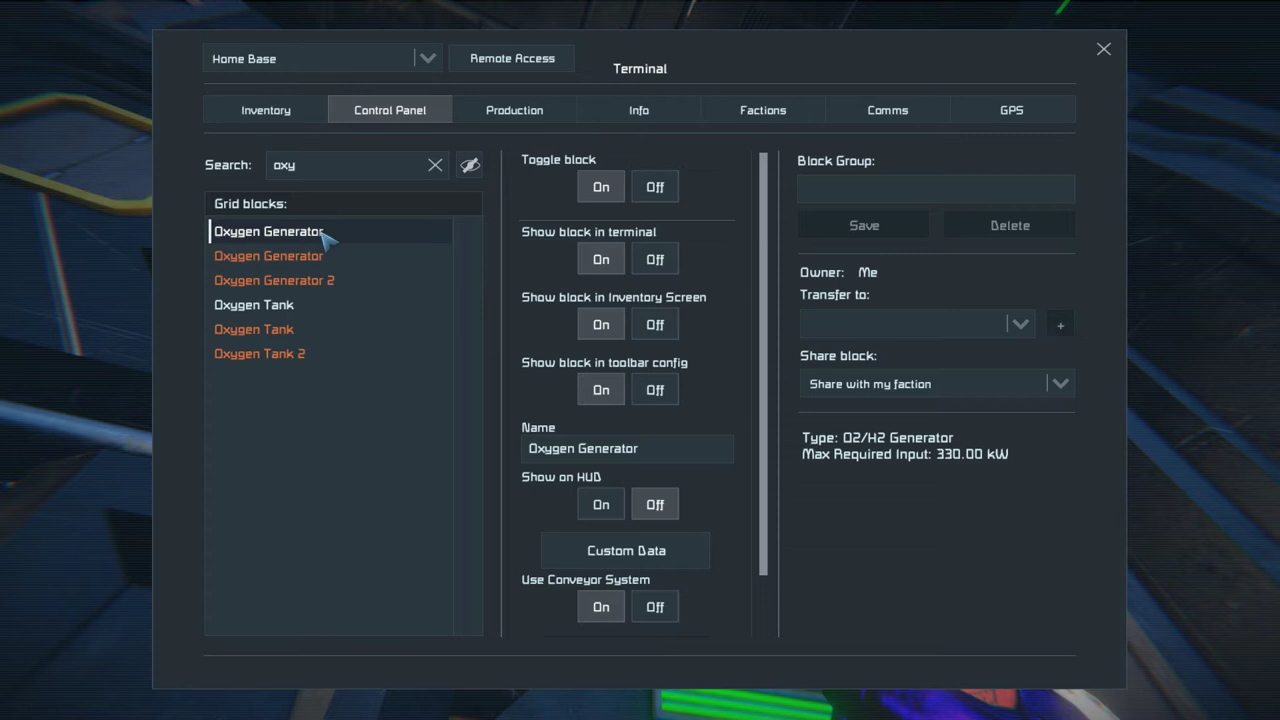 Home Base
Remote Access
Terminal
Inventory
Control Panel
Production
Info
Factions
Comms
GPS
Search:
oxy
Grid blocks:
Oxygen Generator
Oxygen Generator
Oxygen Generator 2
Oxygen Tank
Oxygen Tank
Oxygen Tank 2
Toggle block
On
Off
Show block in terminal
On
Off
Show block in Inventory Screen
On
Off
Show block in toolbar config
On
Off
Name
Oxygen Generator
Show on HUD
On
Off
Custom Data
Use Conveyor System
On
Off
Block Group:
Save
Delete
Owner: Me
Transfer to:
+
Share block:
Share with my faction
Type: O2/H2 Generator
Max Required Input: 330.00 kW